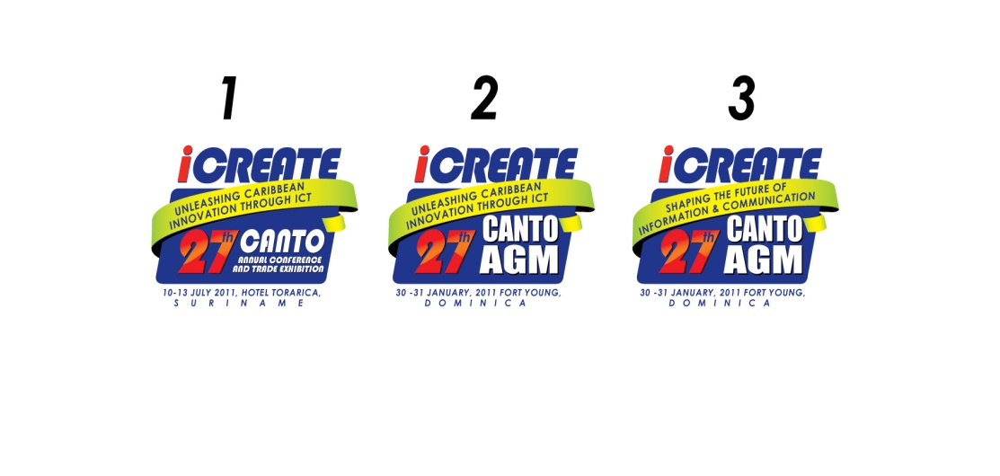 1
iCREATE
UNLEASHING CARIBBEAN
INNOVATION THROUGH ICT
27th CANTO
ANNUAL CONFERENCE
AND TRADE EXHIBITION
10-13 JULY 2011, HOTEL TORARICA,
SURINAME
2
iCREATE
UNLEASHING CARIBBEAN
INNOVATION THROUGH ICT
27th CANTO
AGM
30 -31 JANUARY, 2011 FORT YOUNG,
DOMINICA
3
iCREATE
SHAPING THE FUTURE OF
INFORMATION & COMMUNICATION
27th CANTO
AGM
30 -31 JANUARY, 2011 FORT YOUNG,
DOMINICA